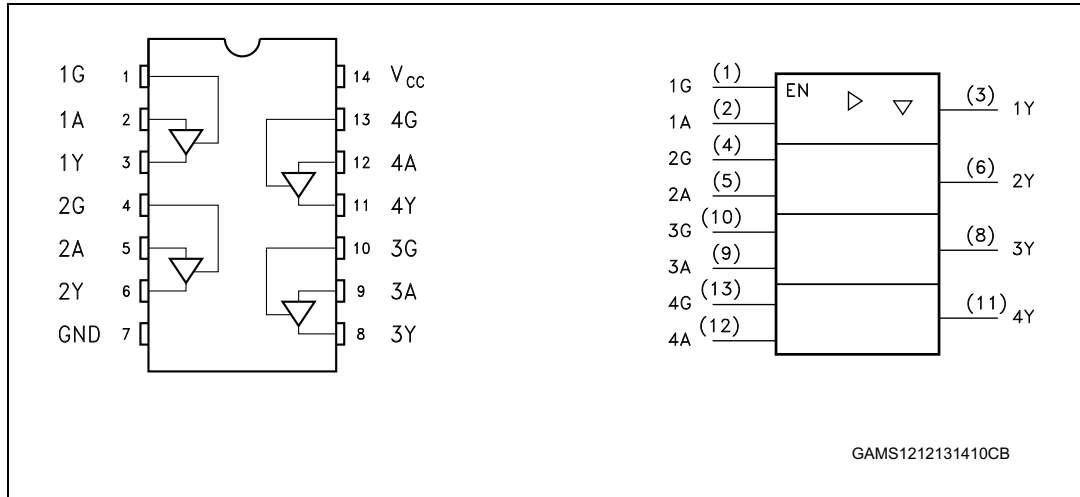 1G 1 14 VCC
1A 2 13 4G
1Y 3 12 4A
2G 4 11 4Y
2A 5 10 3G
2Y 6 9 3A
GND 7 8 3Y
1G (1)
1A (2)
2G (4)
2A (5)
3G (10)
3A (9)
4G (13)
4A (12)
EN
(3) 1Y
(6) 2Y
(8) 3Y
(11) 4Y
GAMS1212131410CB